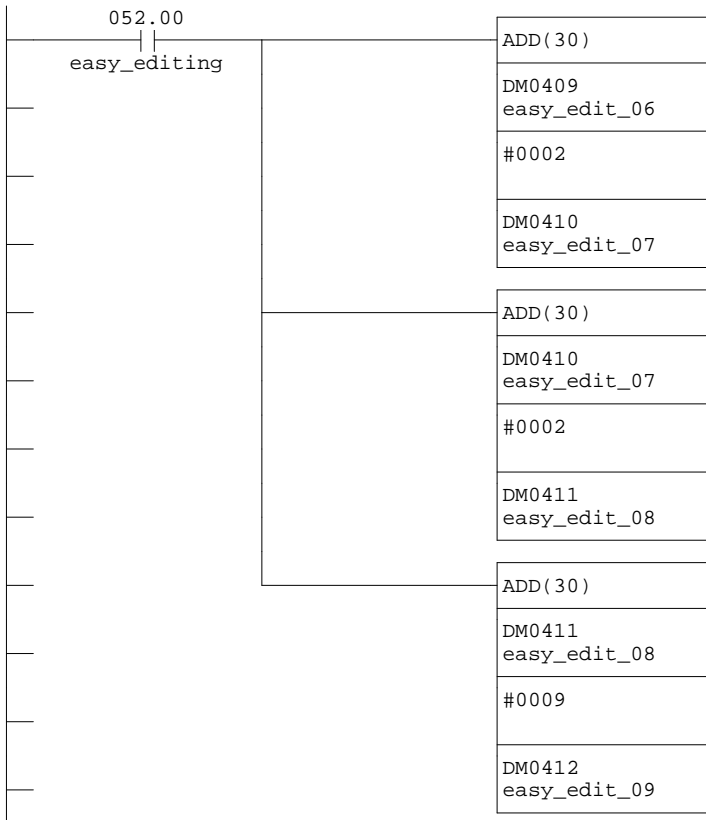 052.00
easy_editing
ADD(30)
DM0409
easy_edit_06
#0002
DM0410
easy_edit_07
ADD(30)
DM0410
easy_edit_07
#0002
DM0411
easy_edit_08
ADD(30)
DM0411
easy_edit_08
#0009
DM0412
easy_edit_09